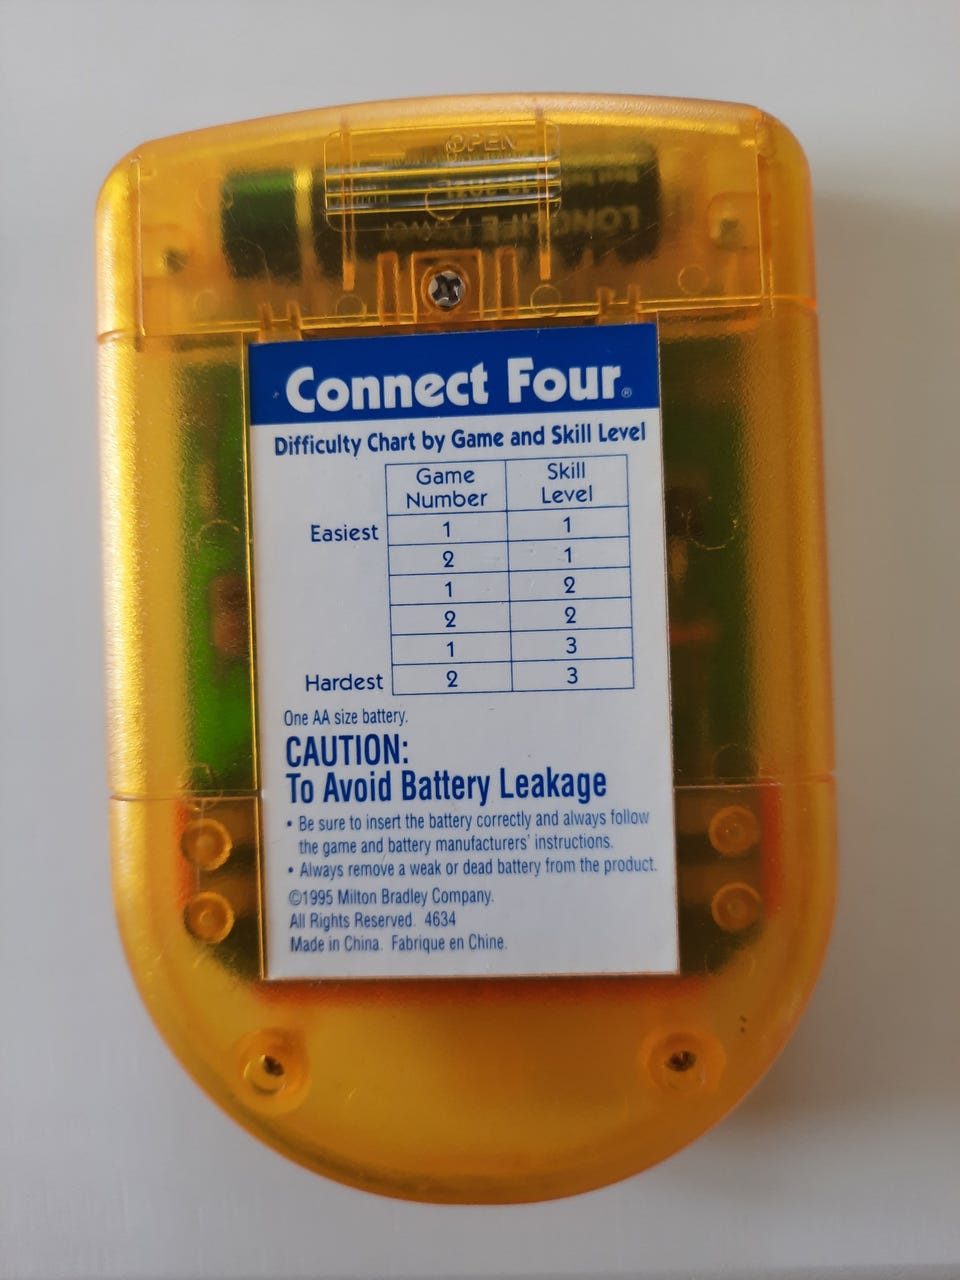 OPEN
LONGLIFE Power
Connect Four®
Difficulty Chart by Game and Skill Level
Game Number Skill Level
Easiest 1 1
2 1
1 2
2 2
1 3
Hardest 2 3
One AA size battery.
CAUTION:
To Avoid Battery Leakage
• Be sure to insert the battery correctly and always follow
the game and battery manufacturers' instructions.
• Always remove a weak or dead battery from the product.
©1995 Milton Bradley Company.
All Rights Reserved. 4634
Made in China. Fabrique en Chine.